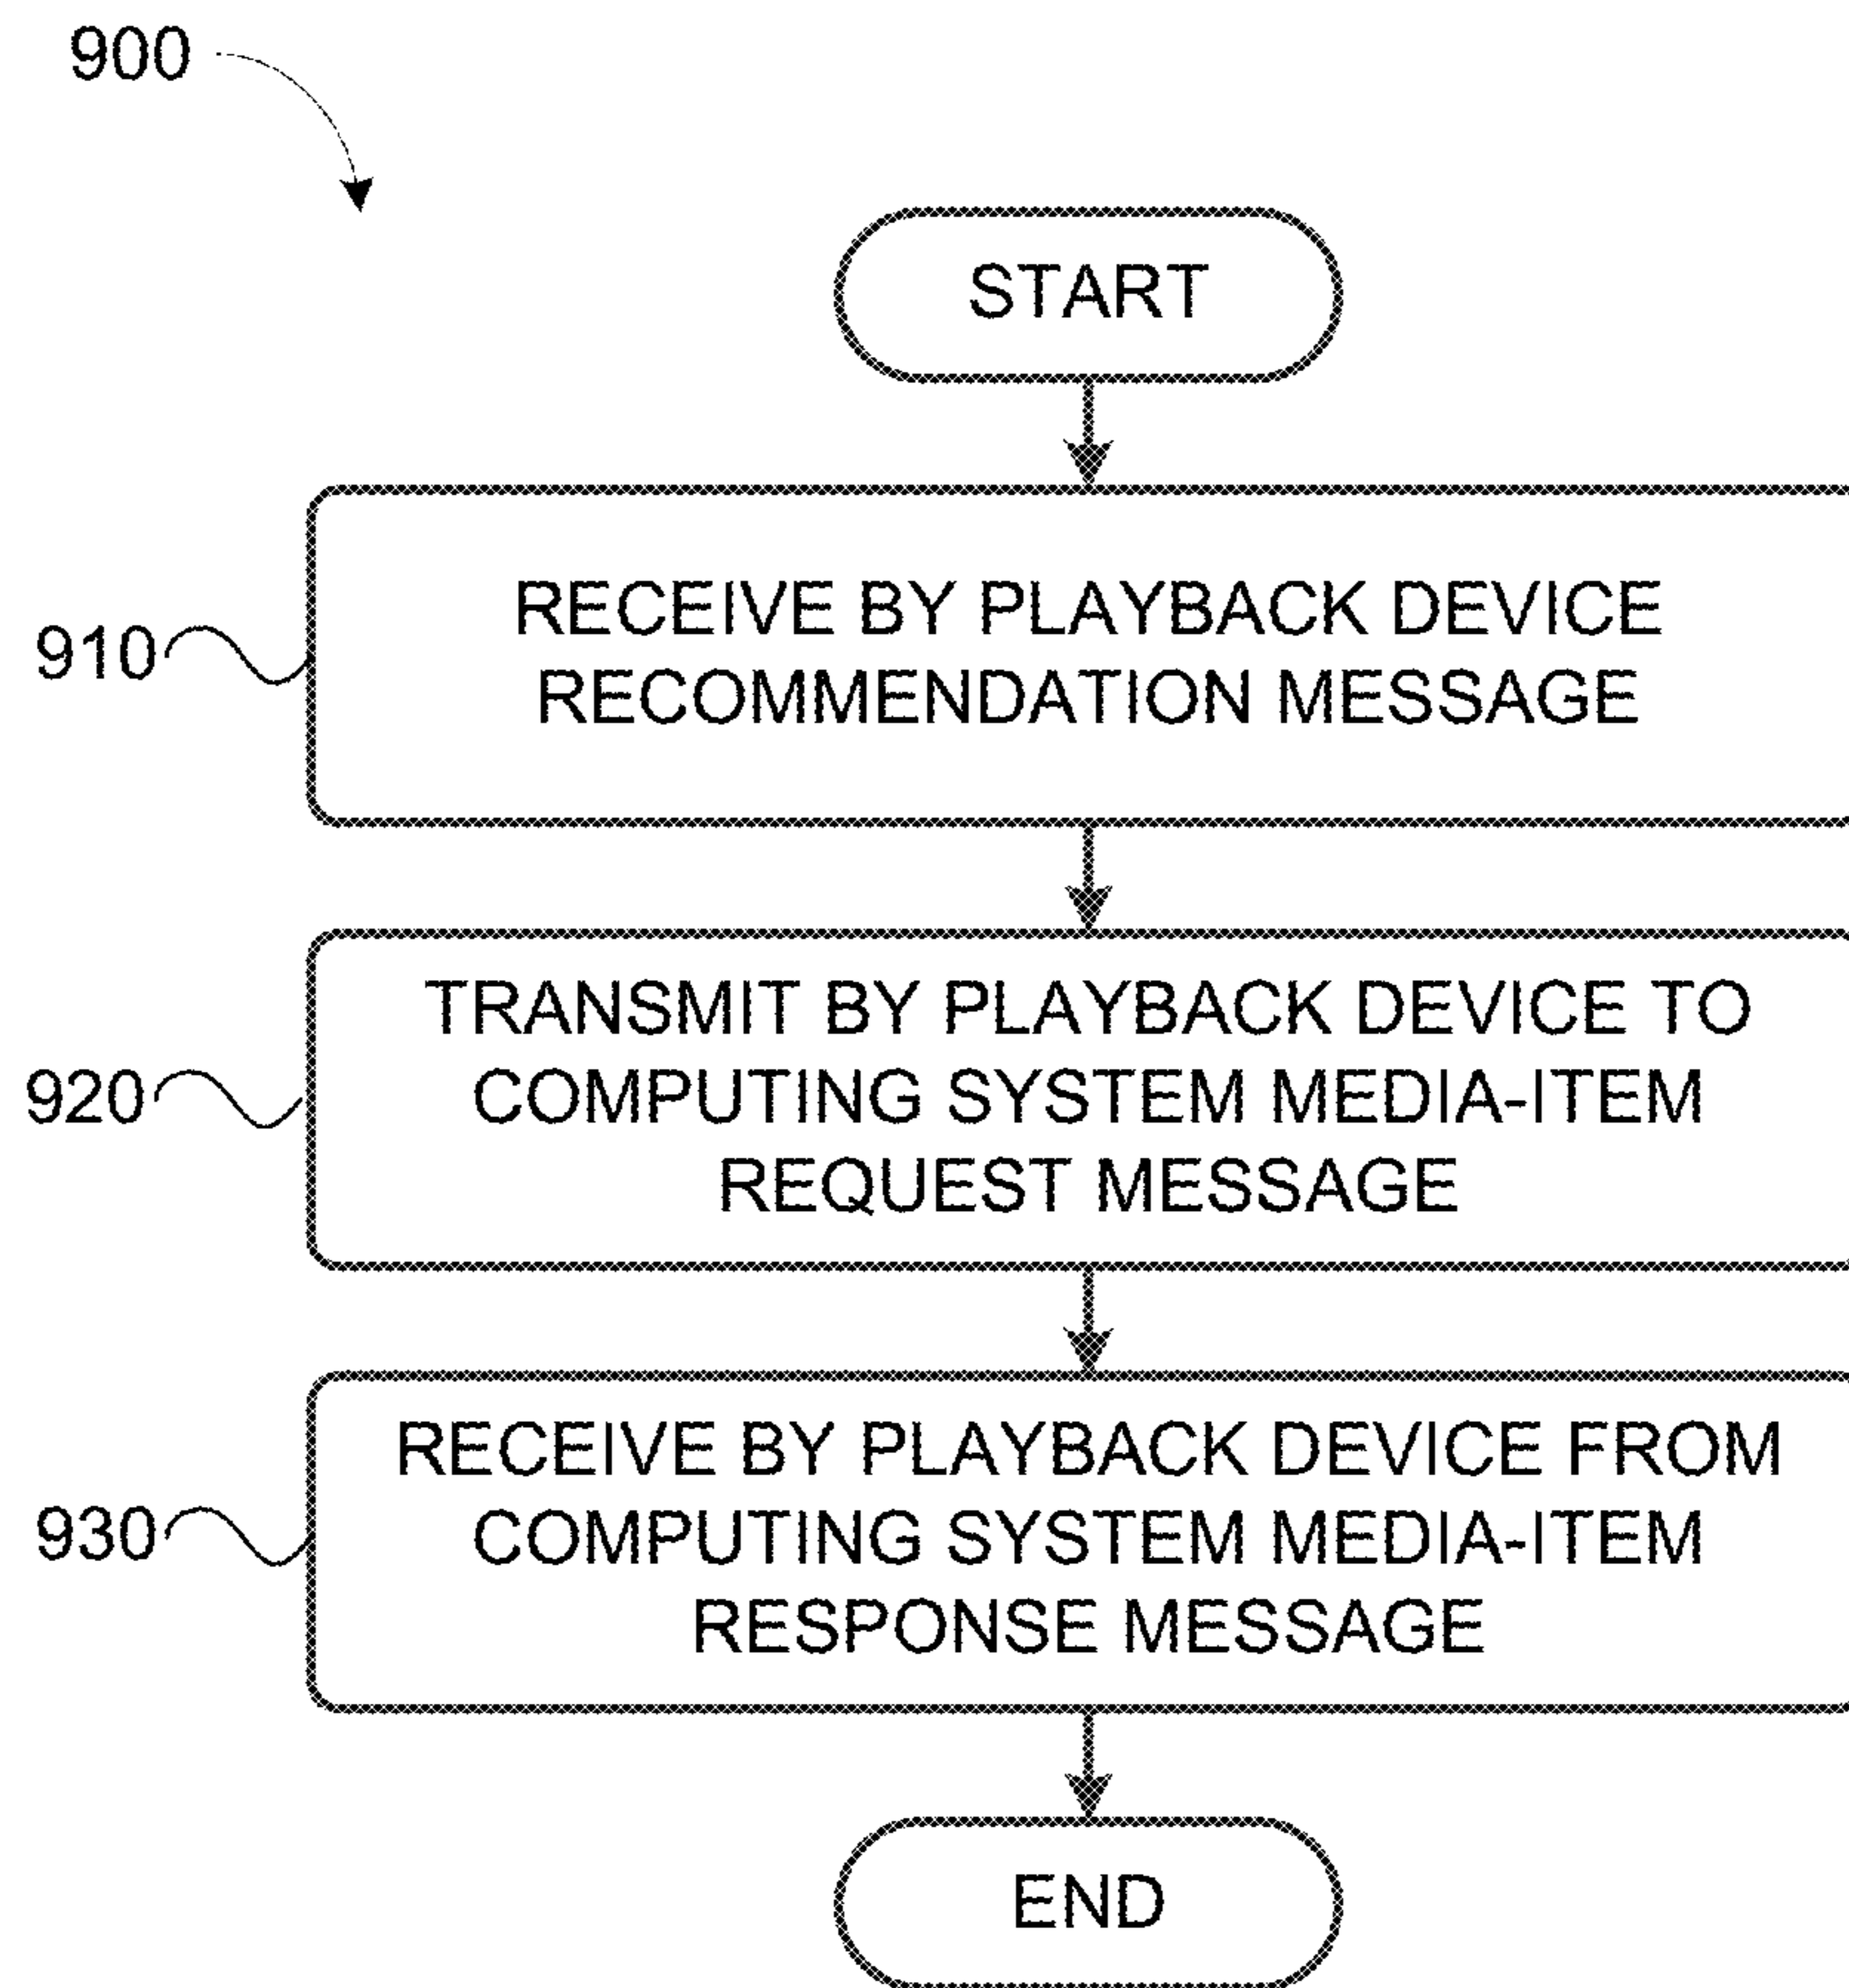 900
START
910
RECEIVE BY PLAYBACK DEVICE
RECOMMENDATION MESSAGE
920
TRANSMIT BY PLAYBACK DEVICE TO
COMPUTING SYSTEM MEDIA-ITEM
REQUEST MESSAGE
930
RECEIVE BY PLAYBACK DEVICE FROM
COMPUTING SYSTEM MEDIA-ITEM
RESPONSE MESSAGE
END